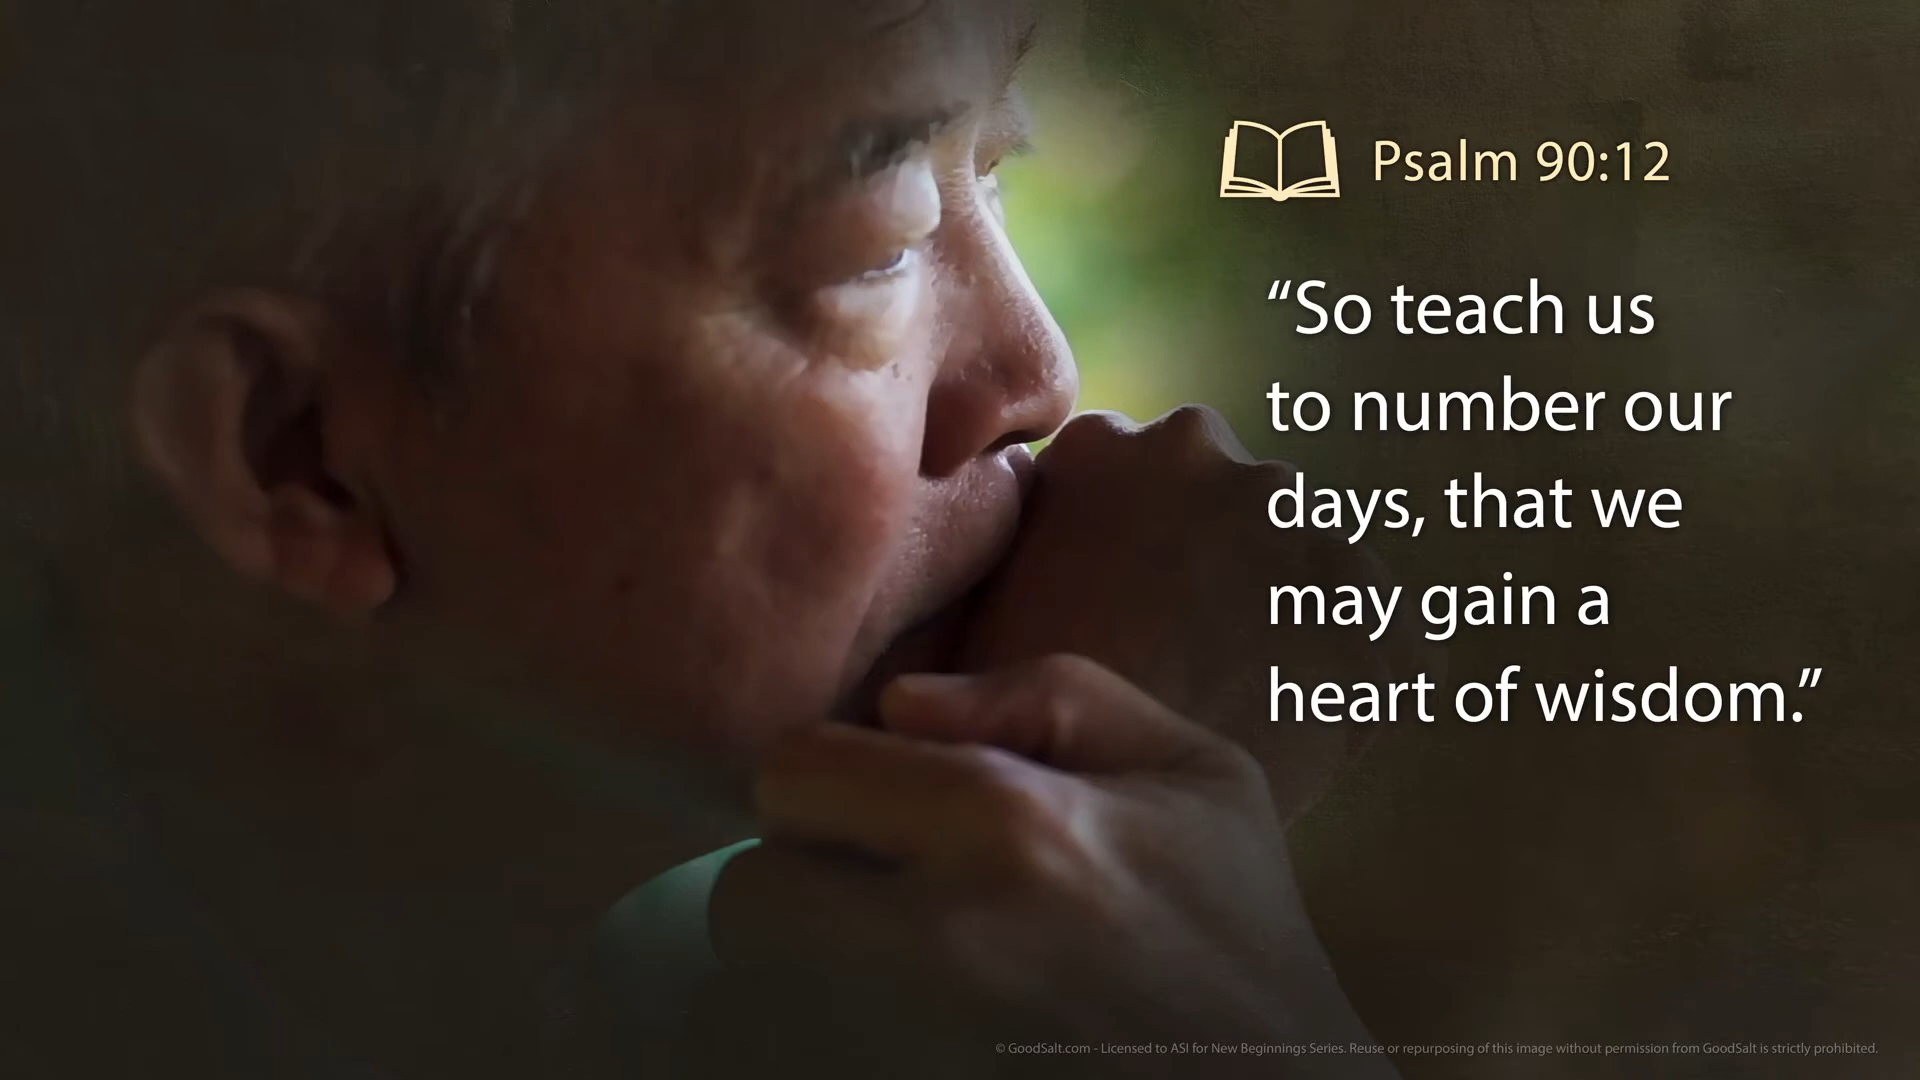 Psalm 90:12
“So teach us
to number our
days, that we
may gain a
heart of wisdom.”
© GoodSalt.com - Licensed to ASI for New Beginnings Series. Reuse or repurposing of this image without permission from GoodSalt is strictly prohibited.